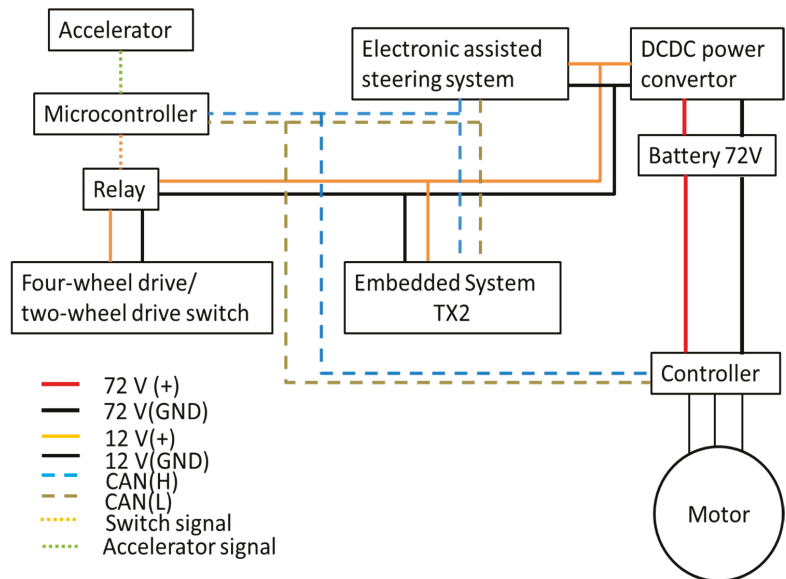 Accelerator
Electronic assisted
steering system
DCDC power
convertor
Microcontroller
Battery 72V
Relay
Four-wheel drive/
two-wheel drive switch
Embedded System
TX2
Controller
72 V (+)
72 V(GND)
12 V(+)
12 V(GND)
CAN(H)
CAN(L)
Switch signal
Accelerator signal
Motor